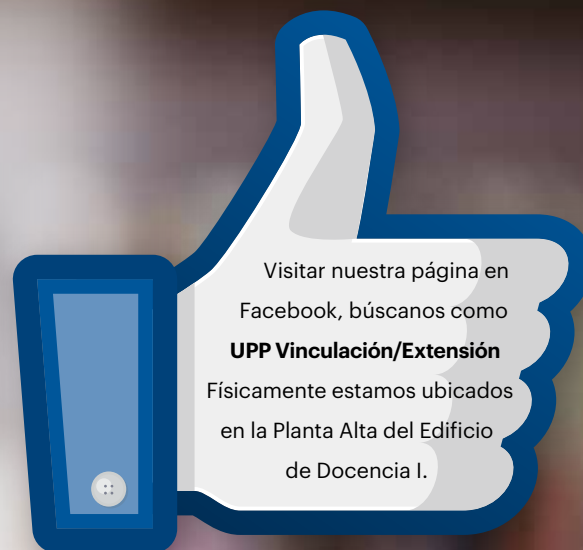 Visitar nuestra página en
Facebook, búscanos como
UPP Vinculación/Extensión
Físicamente estamos ubicados
en la Planta Alta del Edificio
de Docencia I.